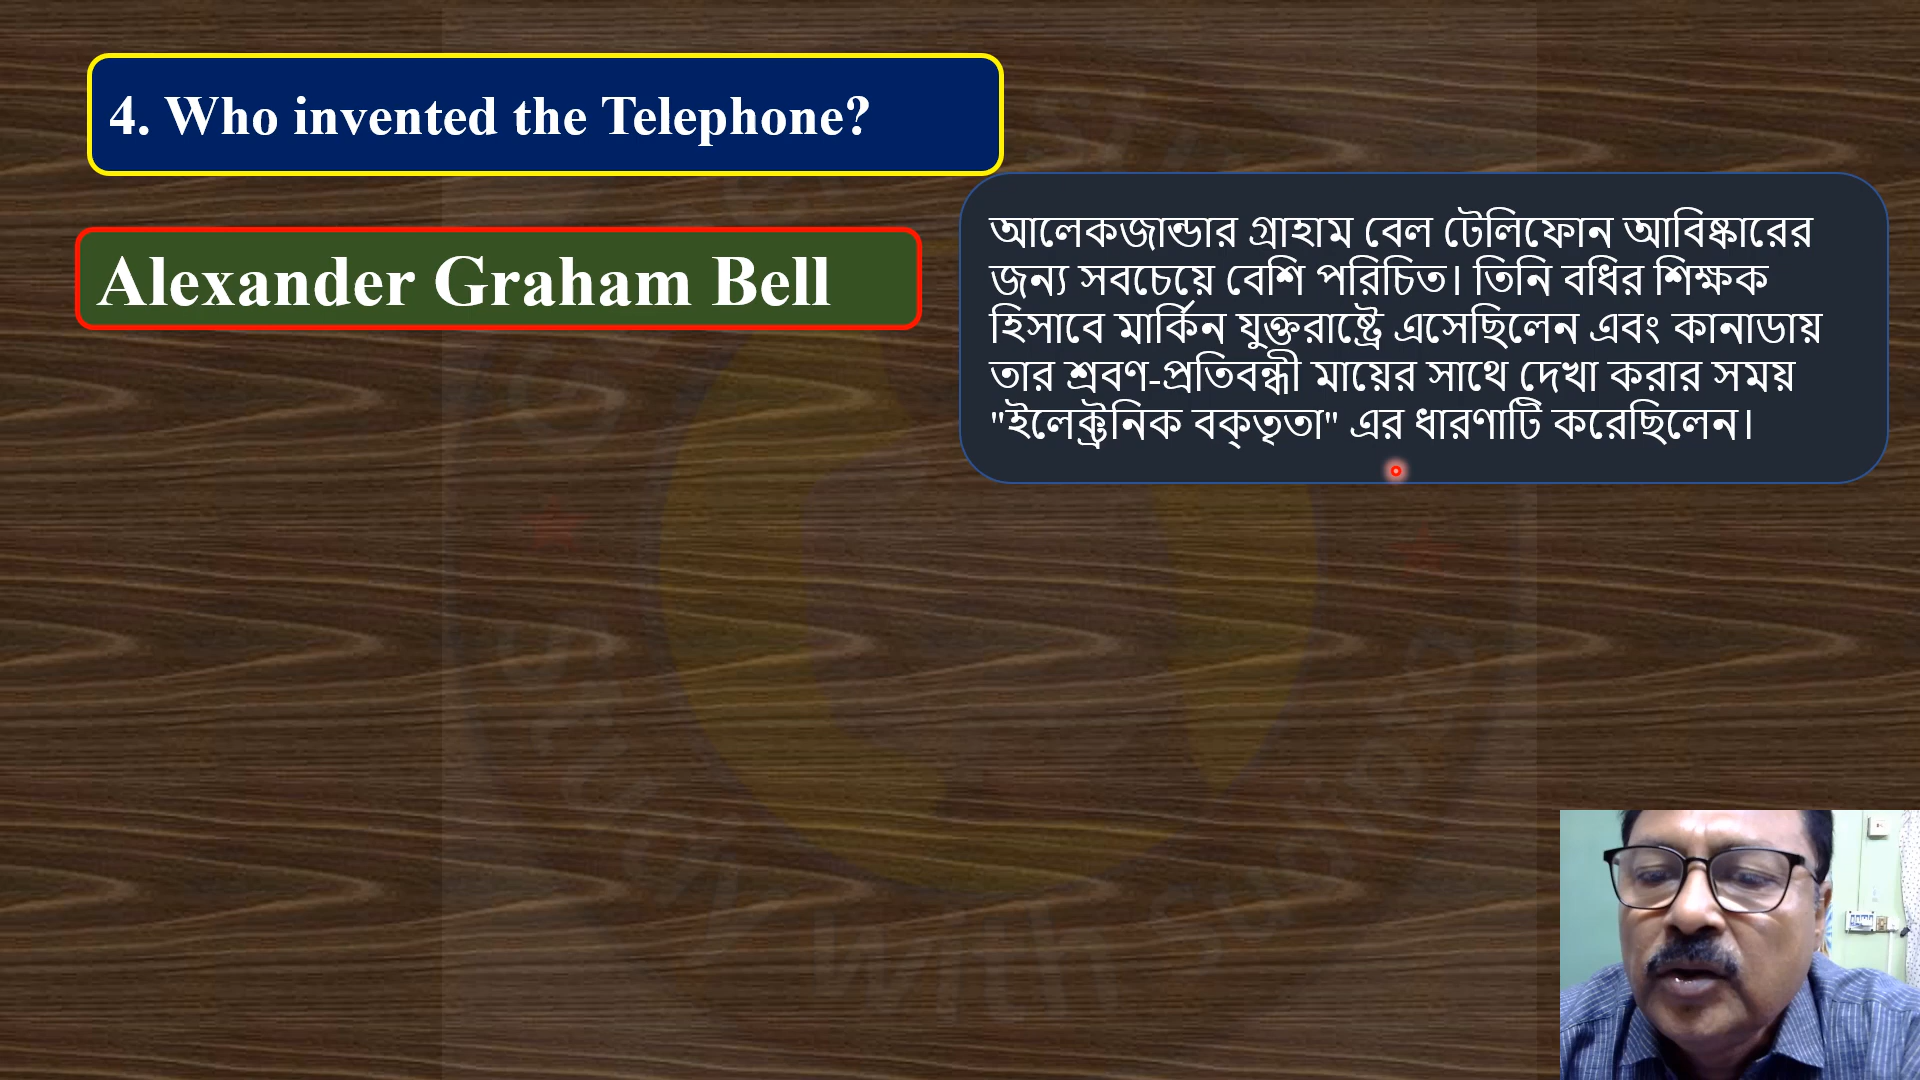 4. Who invented the Telephone?
Alexander Graham Bell
আলেকজান্ডার গ্রাহাম বেল টেলিফোন আবিষ্কারের
জন্য সবচেয়ে বেশি পরিচিত। তিনি বধির শিক্ষক
হিসাবে মার্কিন যুক্তরাষ্ট্রে এসেছিলেন এবং কানাডায়
তার শ্রবণ-প্রতিবন্ধী মায়ের সাথে দেখা করার সময়
"ইলেক্ট্রনিক বক্তৃতা" এর ধারণাটি করেছিলেন।
with